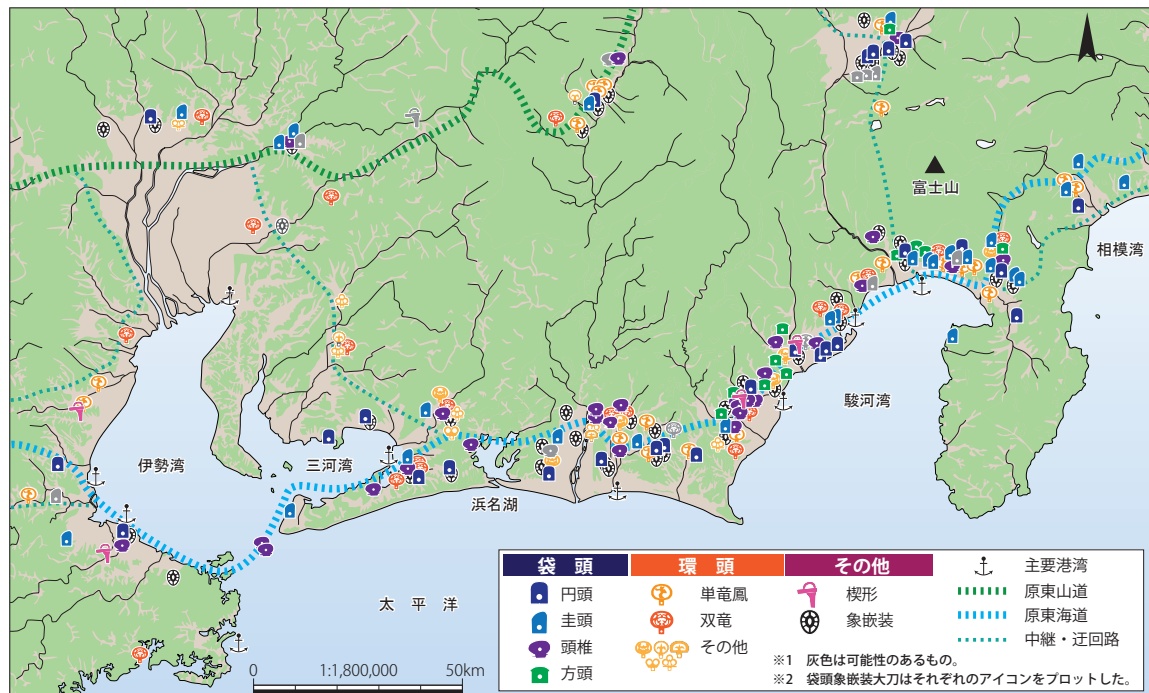 富士山
相模湾
駿河湾
伊勢湾
三河湾
浜名湖
太平洋
0 1:1,800,000 50km
袋頭
円頭
圭頭
頭椎
方頭
環頭
単竜鳳
双竜
その他
その他
楔形
象嵌装
主要港湾
原東山道
原東海道
中継・迂回路
※1 灰色は可能性のあるもの。
※2 袋頭象嵌装大刀はそれぞれのアイコンをプロットした。